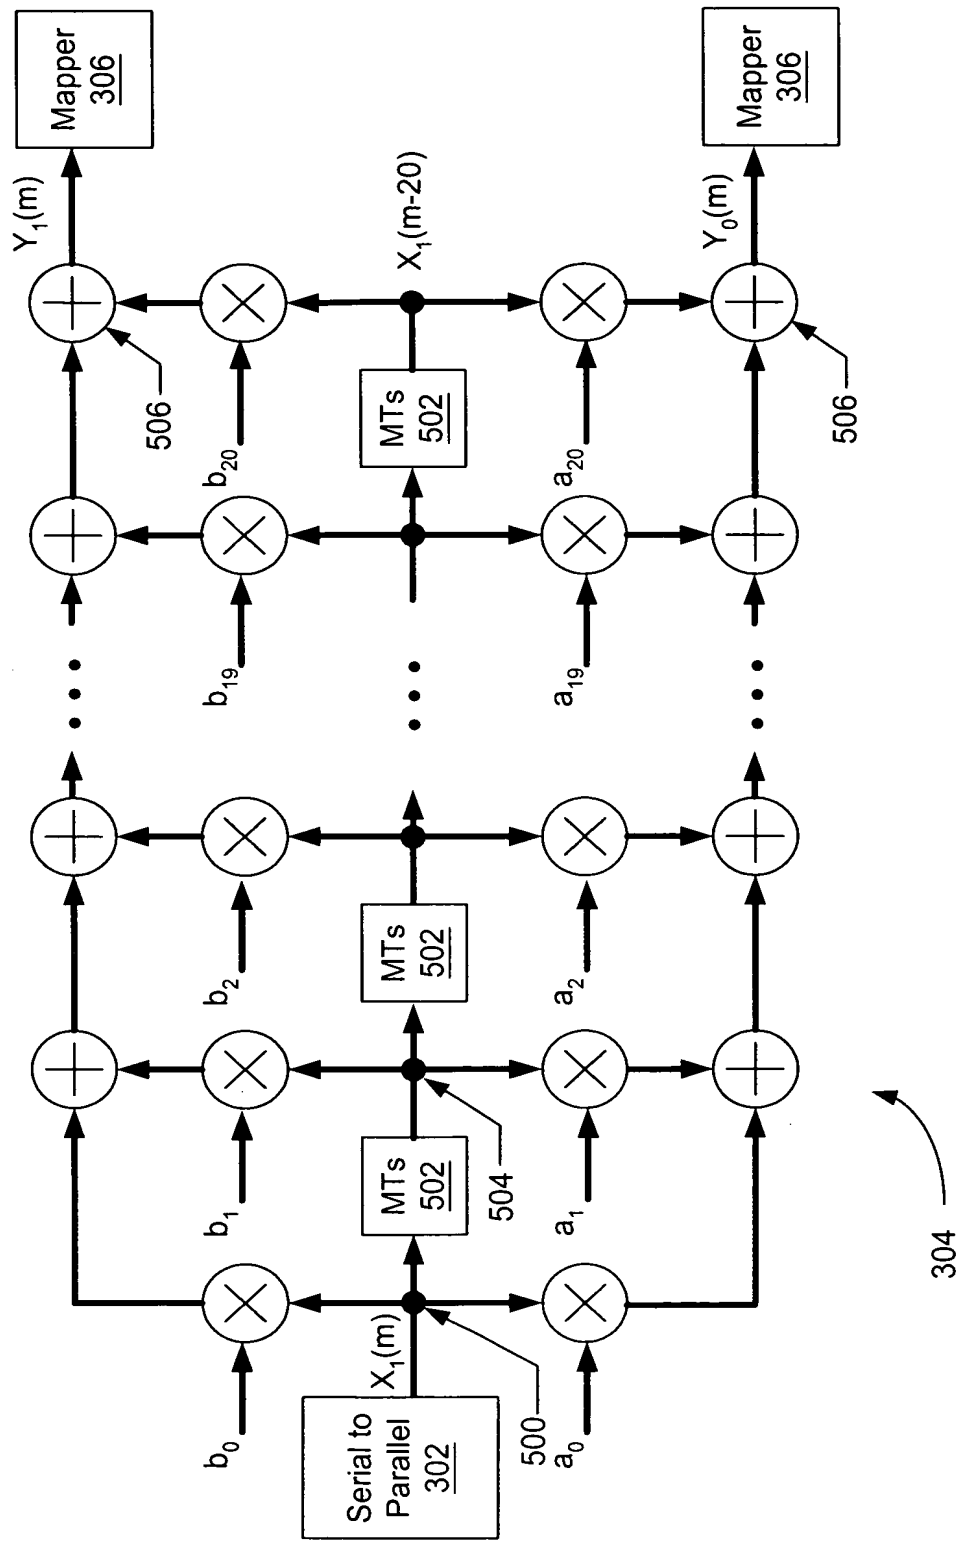 Y₁(m)
Mapper
306
506
b₀
b₁
b₂
b₁₉
b₂₀
Serial to
Parallel
302
X₁(m)
MTs
502
MTs
502
MTs
502
X₁(m-20)
500
504
a₀
a₁
a₂
a₁₉
a₂₀
Y₀(m)
Mapper
306
506
304